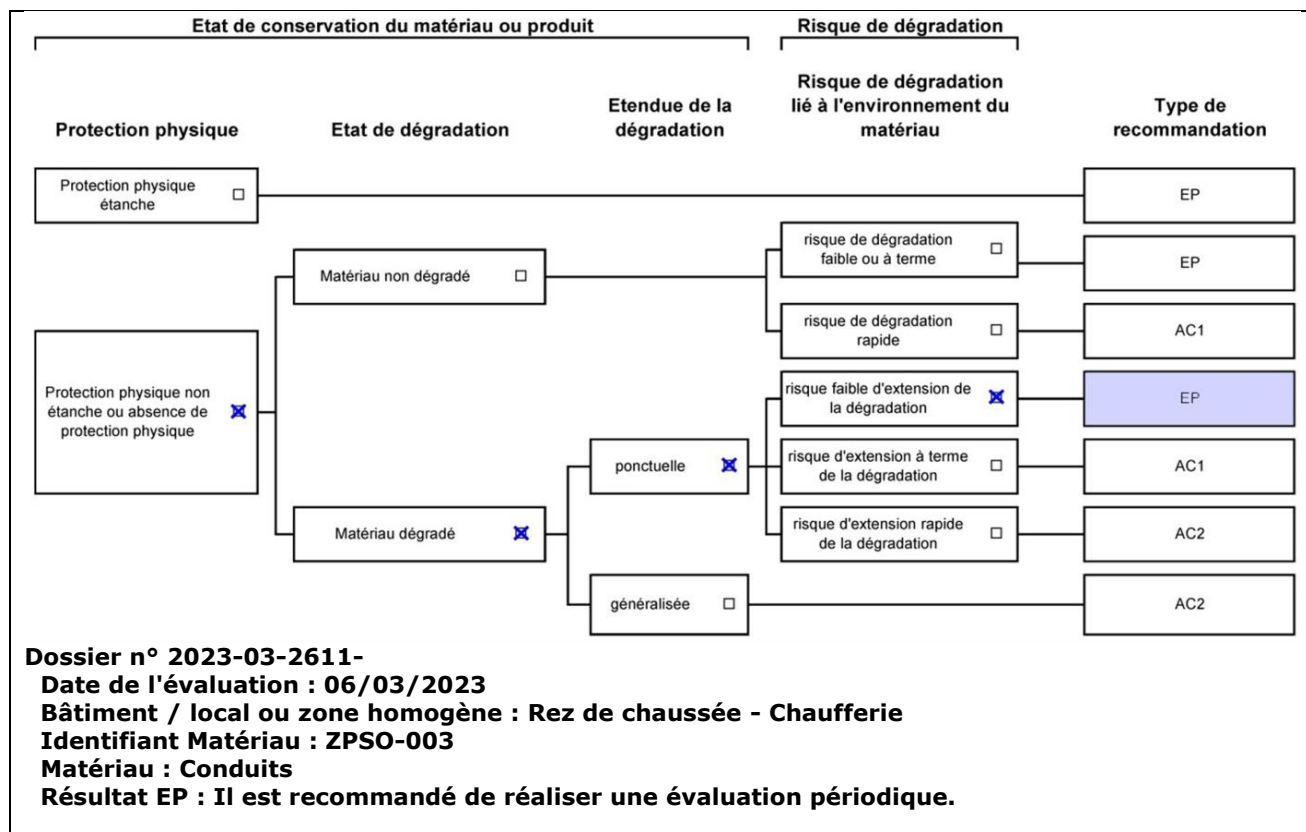 Etat de conservation du matériau ou produit
Risque de dégradation
Protection physique
Etat de dégradation
Etendue de la
dégradation
Risque de dégradation
lié à l'environnement du
matériau
Type de
recommandation
Protection physique
étanche
EP
Matériau non dégradé
risque de dégradation
faible ou à terme
EP
risque de dégradation
rapide
AC1
Protection physique non
étanche ou absence de
protection physique
Matériau dégradé
ponctuelle
risque faible d'extension de
la dégradation
EP
risque d'extension à terme
de la dégradation
AC1
risque d'extension rapide
de la dégradation
AC2
généralisée
AC2
Dossier n° 2023-03-2611-
Date de l'évaluation : 06/03/2023
Bâtiment / local ou zone homogène : Rez de chaussée - Chaufferie
Identifiant Matériau : ZPSO-003
Matériau : Conduits
Résultat EP : Il est recommandé de réaliser une évaluation périodique.